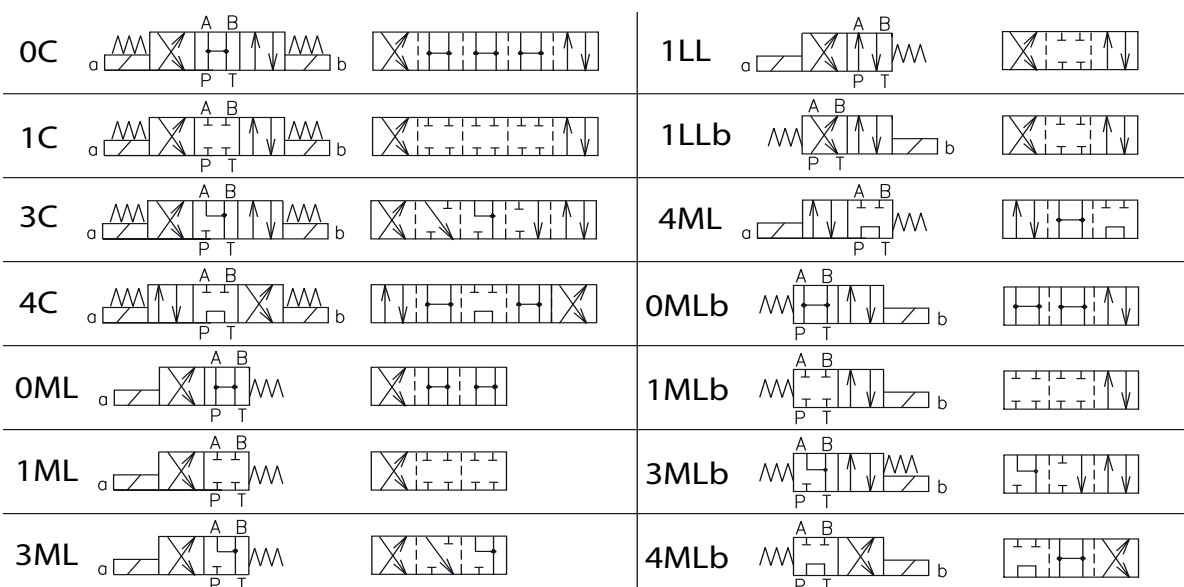 A B
0C a b
P T
A B
1C a b
P T
A B
3C a b
P T
A B
4C a b
P T
A B
0ML a
P T
A B
1ML a
P T
A B
3ML a
P T
A B
1LL a
P T
A B
1LLb b
P T
A B
4ML a
P T
A B
0MLb b
P T
A B
1MLb b
P T
A B
3MLb b
P T
A B
4MLb b
P T